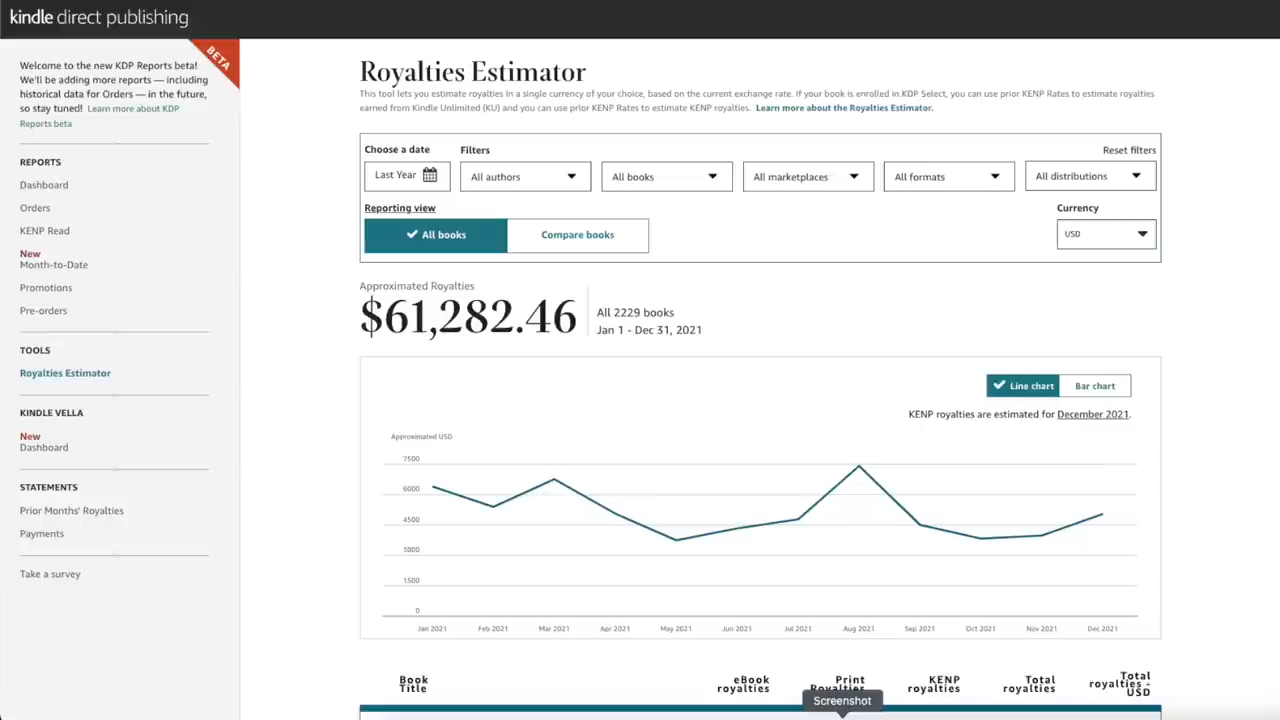 kindle direct publishing
BETA
Welcome to the new KDP Reports beta!
We'll be adding more reports — including
historical data for Orders — in the future,
so stay tuned! Learn more about KDP
Reports beta
REPORTS
Dashboard
Orders
KENP Read
New
Month-to-Date
Promotions
Pre-orders
TOOLS
Royalties Estimator
KINDLE VELLA
New
Dashboard
STATEMENTS
Prior Months' Royalties
Payments
Take a survey
Royalties Estimator
This tool lets you estimate royalties in a single currency of your choice, based on the current exchange rate. If your book is enrolled in KDP Select, you can use prior KENP Rates to estimate royalties
earned from Kindle Unlimited (KU) and you can use prior KENP Rates to estimate KENP royalties. Learn more about the Royalties Estimator.
Choose a date Filters Reset filters
Last Year All authors All books All marketplaces All formats All distributions
Reporting view Currency
All books Compare books USD
Approximated Royalties
$61,282.46
All 2229 books
Jan 1 - Dec 31, 2021
Line chart Bar chart
KENP royalties are estimated for December 2021.
Approximated USD
7500
6000
4500
3000
1500
0
Jan 2021 Feb 2021 Mar 2021 Apr 2021 May 2021 Jun 2021 Jul 2021 Aug 2021 Sep 2021 Oct 2021 Nov 2021 Dec 2021
Book Title
eBook royalties
Print Royalties
KENP royalties
Total royalties
Total royalties - USD
Screenshot